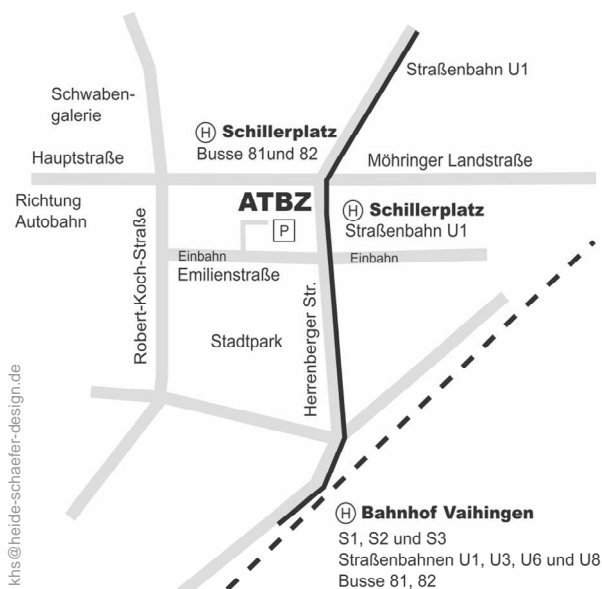 Straßenbahn U1
Schwaben-
galerie
H Schillerplatz
Busse 81und 82
Hauptstraße
Möhringer Landstraße
Richtung
Autobahn
ATBZ
P
H Schillerplatz
Straßenbahn U1
Robert-Koch-Straße
Einbahn
Einbahn
Emilienstraße
Herrenberger Str.
Stadtpark
khs@heide-schaefer-design.de
H Bahnhof Vaihingen
S1, S2 und S3
Straßenbahnen U1, U3, U6 und U8
Busse 81, 82